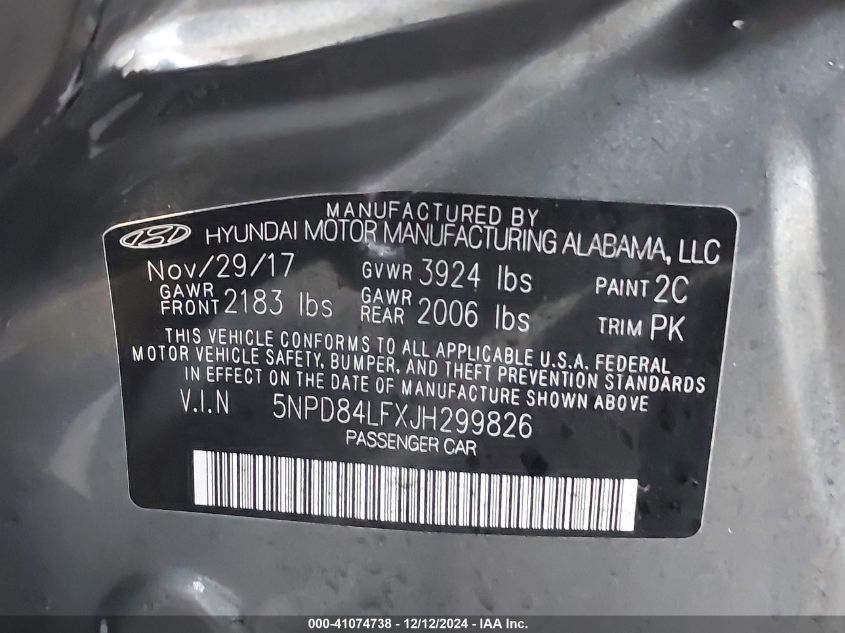 MANUFACTURED BY
HYUNDAI MOTOR MANUFACTURING ALABAMA, LLC
Nov/29/17 GVWR 3924 lbs PAINT 2C
GAWR FRONT 2183 lbs GAWR REAR 2006 lbs TRIM PK
THIS VEHICLE CONFORMS TO ALL APPLICABLE U.S.A. FEDERAL
MOTOR VEHICLE SAFETY, BUMPER, AND THEFT PREVENTION STANDARDS
IN EFFECT ON THE DATE OF MANUFACTURE SHOWN ABOVE
V.I.N 5NPD84LFXJH299826
PASSENGER CAR
000-41074738 - 12/12/2024 - IAA Inc.